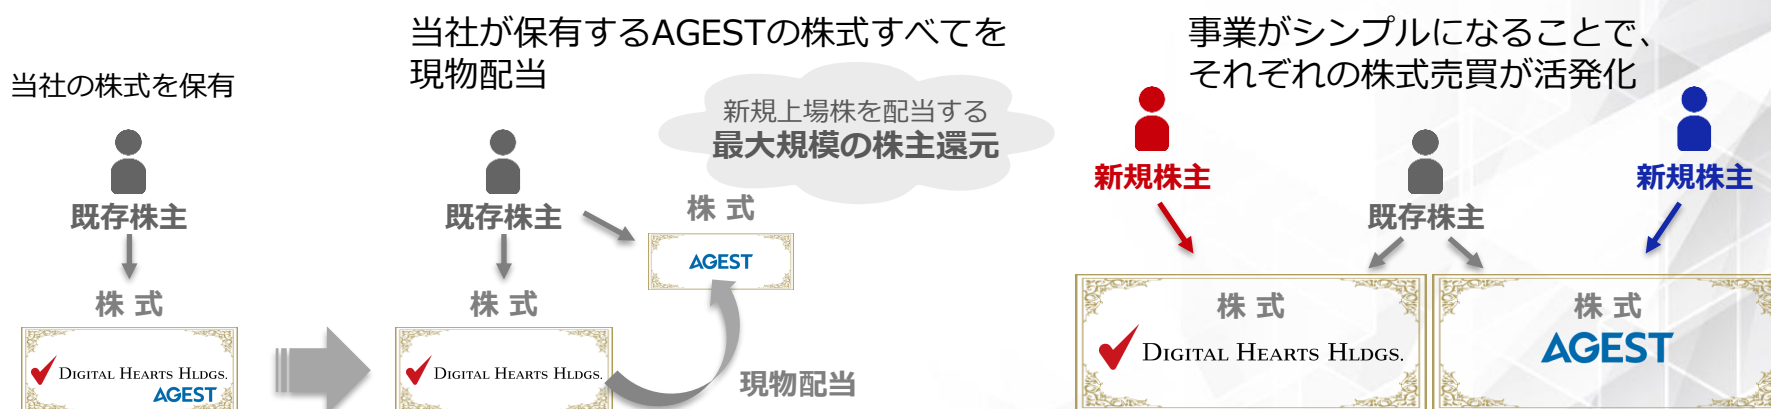 当社の株式を保有
既存株主
株 式
DIGITAL HEARTS HLDGS.
AGEST
当社が保有するAGESTの株式すべてを
現物配当
新規上場株を配当する
最大規模の株主還元
既存株主
株 式
AGEST
株 式
DIGITAL HEARTS HLDGS.
現物配当
事業がシンプルになることで、
それぞれの株式売買が活発化
新規株主
既存株主
新規株主
株 式
DIGITAL HEARTS HLDGS.
株 式
AGEST